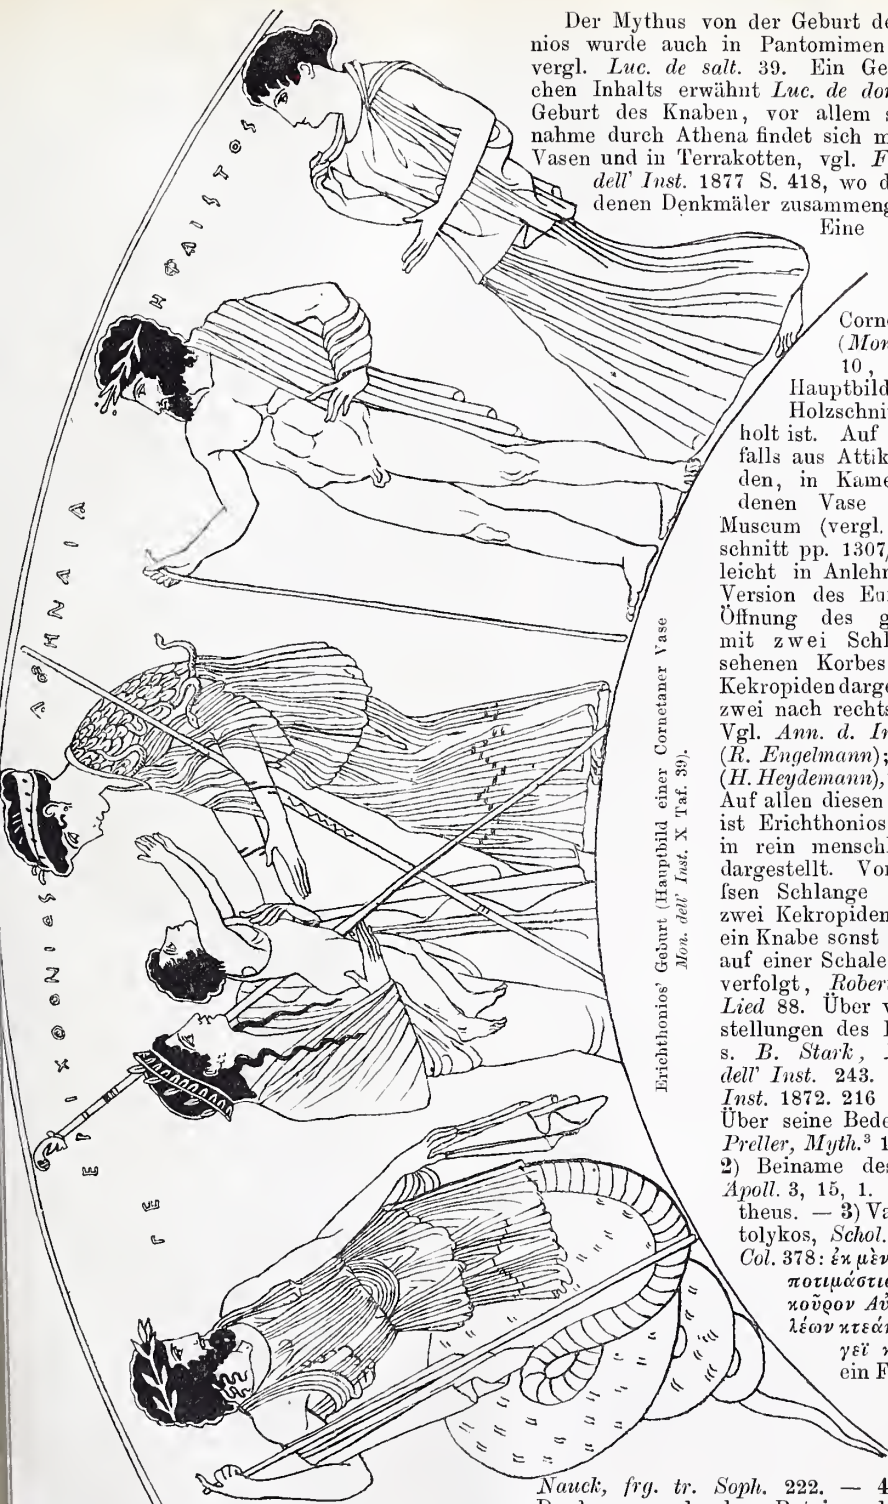 Der Mythus von der Geburt de
nios wurde auch in Pantomimen
vergl. Luc. de salt. 39. Ein Ge
chen Inhalts erwähnt Luc. de do
Geburt des Knaben, vor allem s
nahme durch Athena findet sich m
Vasen und in Terrakotten, vgl. F
dell' Inst. 1877 S. 418, wo d
denen Denkmäler zusammeng
Eine
Corn
(Mon
10,
Hauptbild
Holzschni
holt ist. Auf
falls aus Attik
den, in Kame
denen Vase
Museum (vergl.
schnitt pp. 1307,
leicht in Anlehn
Version des Eu
Öffnung des g
mit zwei Schl
sehenen Korbes
Kekropiden darge
zwei nach rechts
Vgl. Ann. d. In
(R. Engelmann);
(H. Heydemann),
Auf allen diesen
ist Erichthonios
in rein menschl
dargestellt. Vo
fsen Schlange
zwei Kekropiden
ein Knabe sonst
auf einer Schale
verfolgt, Rober
Lied 88. Über v
stellungen des
s. B. Stark,
dell' Inst. 243.
Inst. 1872. 216
Über seine Bede
Preller, Myth.³ 1
2) Beiname des
Apoll. 3, 15, 1.
theus. — 3) Va
tolykos, Schol.
Col. 378: ἐκ μὲν
ποτιμάστι
κοῦρον Αὐ
λέων κτεά
γεϊ
ein F
Nauck, frg. tr. Soph. 222. — 4
Erichthonios' Geburt (Hauptbild einer Cornetaner Vase
Mon. dell' Inst. X Taf. 39).
ΗΦΑΙΣΤΟΣ
ΑΘΗΝΑΙΑ
ΕΡΙΧΘΟΝΙΟΣ
ΓΕ